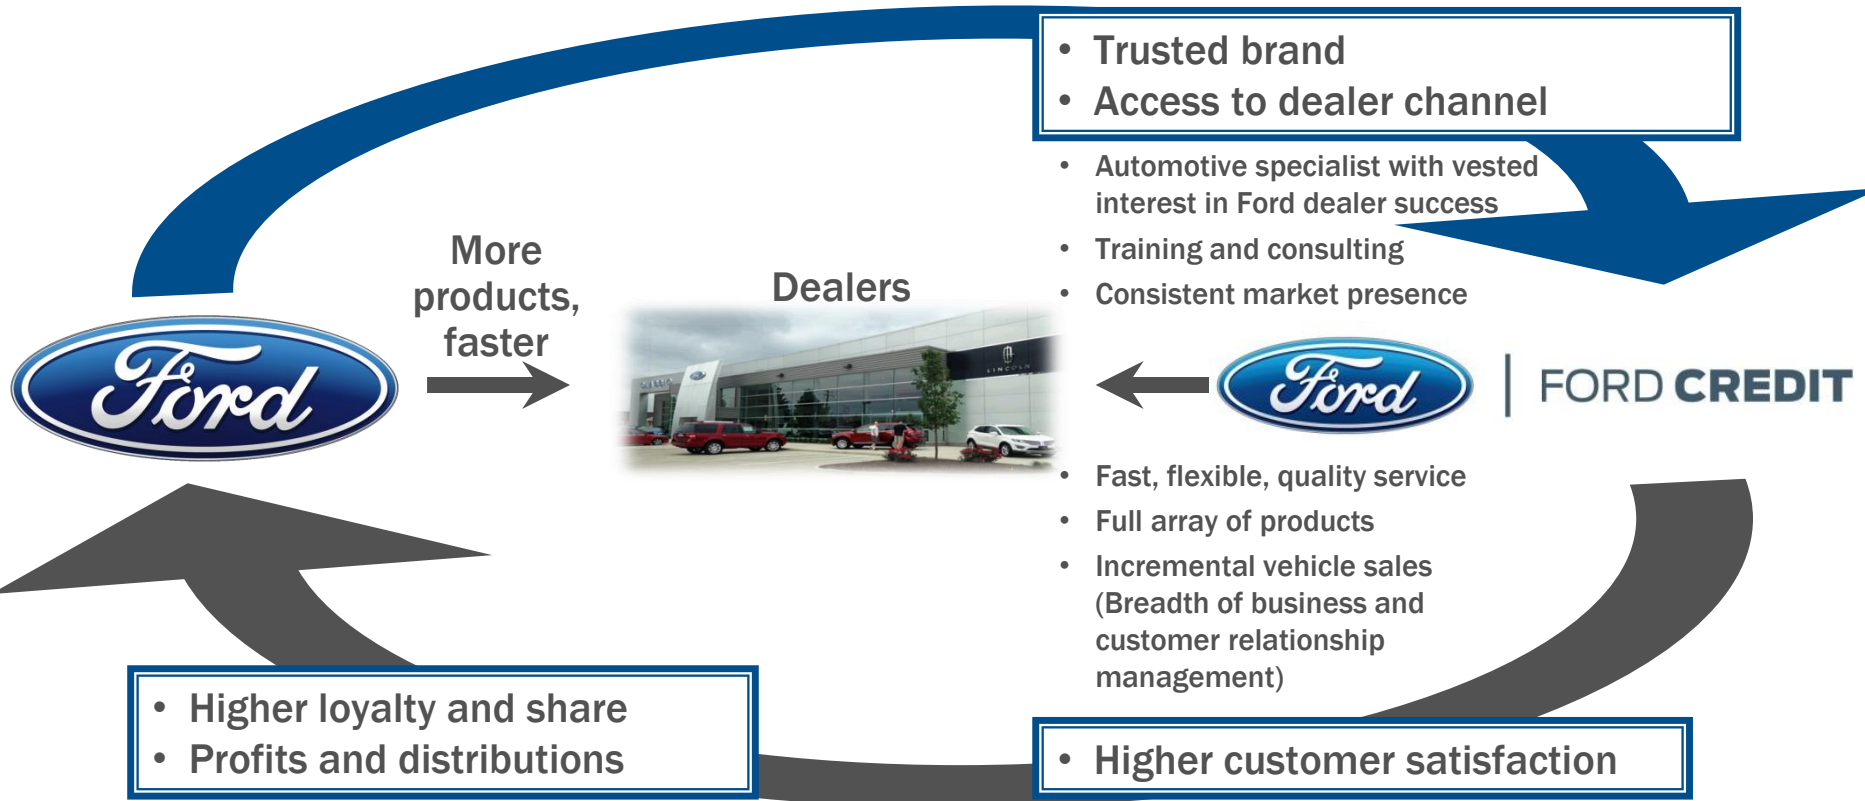 • Trusted brand
• Access to dealer channel
• Automotive specialist with vested
interest in Ford dealer success
• Training and consulting
• Consistent market presence
More
products,
faster
Dealers
Ford
LINCOLN
Ford
FORD CREDIT
• Fast, flexible, quality service
• Full array of products
• Incremental vehicle sales
(Breadth of business and
customer relationship
management)
• Higher loyalty and share
• Profits and distributions
• Higher customer satisfaction